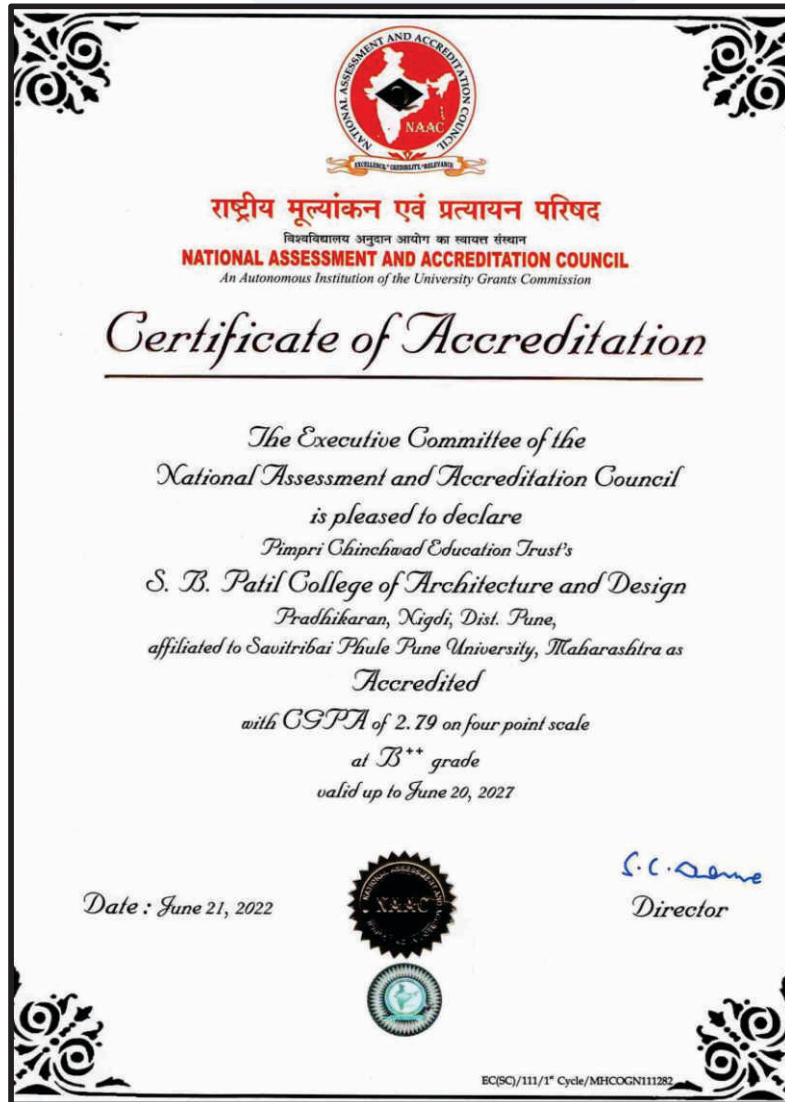 NATIONAL ASSESSMENT AND ACCREDITATION COUNCIL
NAAC
EXCELLENCE * CREDIBILITY * RELEVANCE
राष्ट्रीय मूल्यांकन एवं प्रत्यायन परिषद
विश्वविद्यालय अनुदान आयोग का स्वायत्त संस्थान
NATIONAL ASSESSMENT AND ACCREDITATION COUNCIL
An Autonomous Institution of the University Grants Commission
Certificate of Accreditation
The Executive Committee of the
National Assessment and Accreditation Council
is pleased to declare
Pimpri Chinchwad Education Trust's
S. B. Patil College of Architecture and Design
Pradhikaran, Nigdi, Dist. Pune,
affiliated to Savitribai Phule Pune University, Maharashtra as
Accredited
with CGPA of 2.79 on four point scale
at B++ grade
valid up to June 20, 2027
Date : June 21, 2022
NAAC
Director
EC(SC)/111/1st Cycle/MHCOGN111282